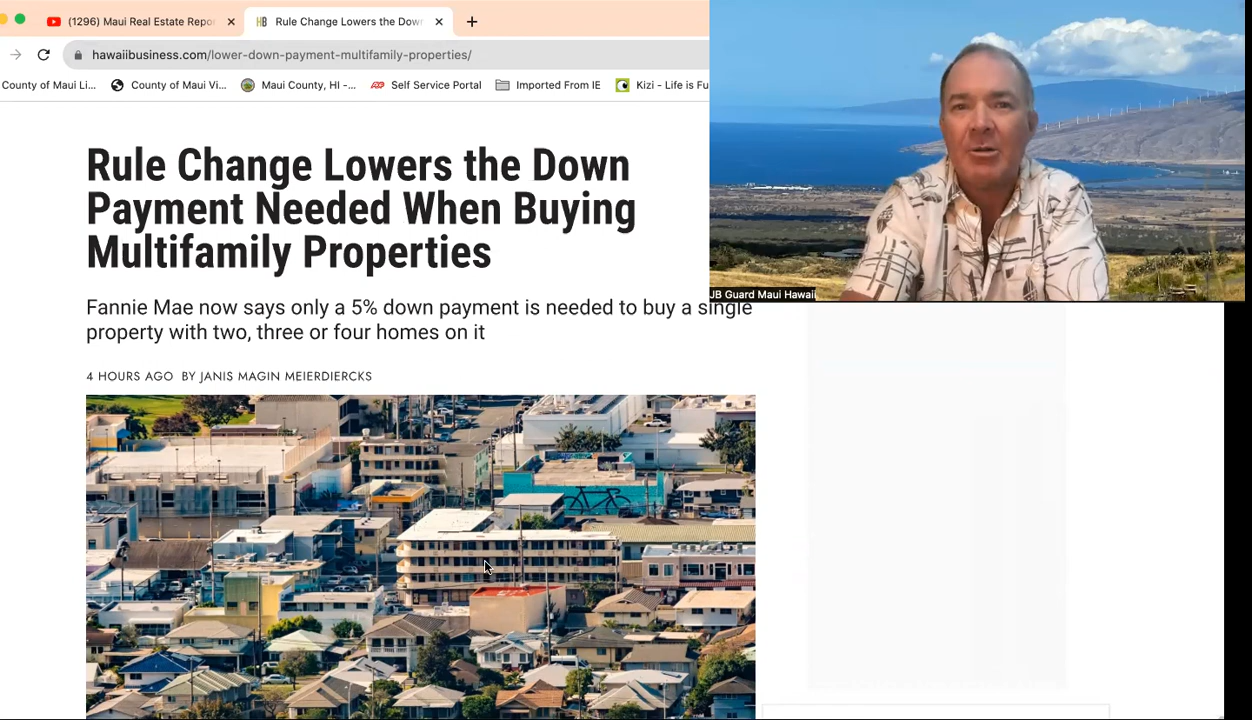 (1296) Maui Real Estate Repo
Rule Change Lowers the Down
hawaiibusiness.com/lower-down-payment-multifamily-properties/
County of Maui Li... County of Maui Vi... Maui County, HI -... Self Service Portal Imported From IE Kizi - Life is Fu
JB Guard Maui Hawaii
Rule Change Lowers the Down
Payment Needed When Buying
Multifamily Properties
Fannie Mae now says only a 5% down payment is needed to buy a single
property with two, three or four homes on it
4 HOURS AGO BY JANIS MAGIN MEIERDIERCKS